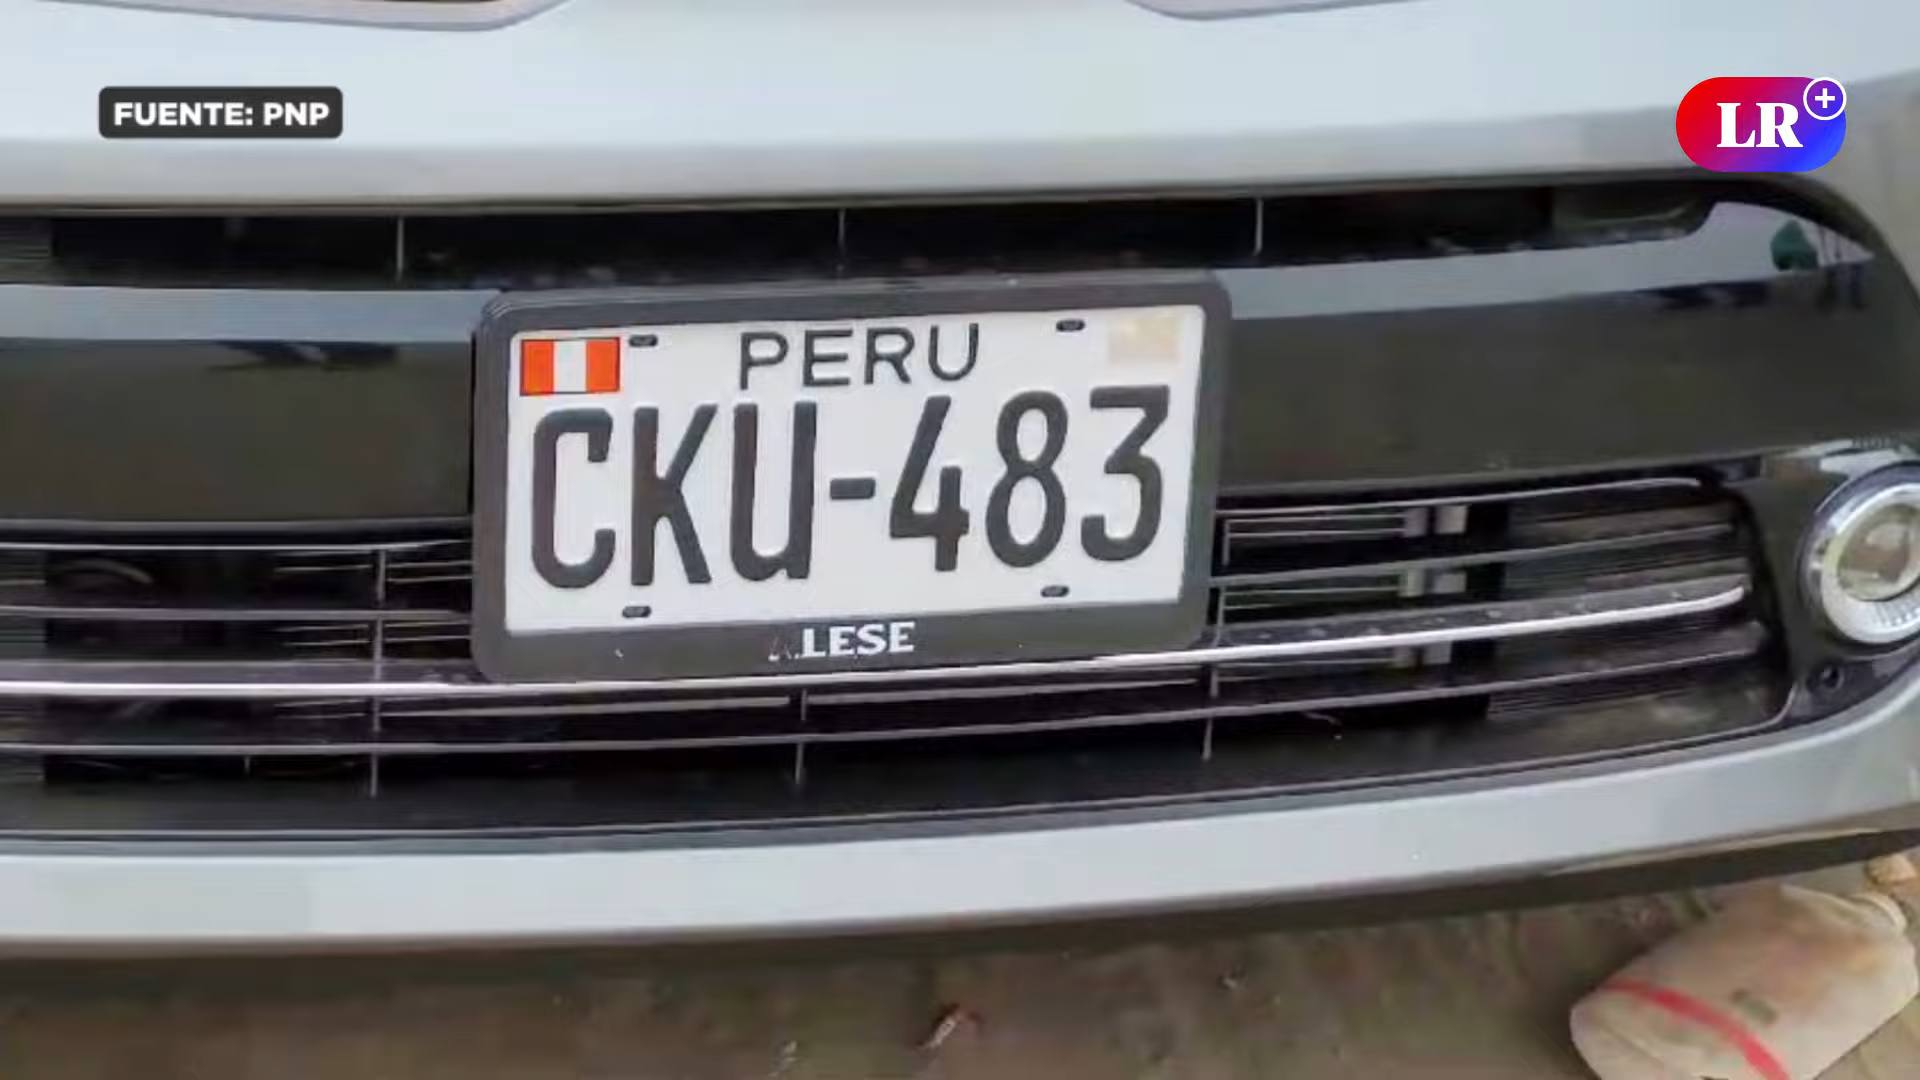 FUENTE: PNP
LR+
PERU
CKU-483
LESE